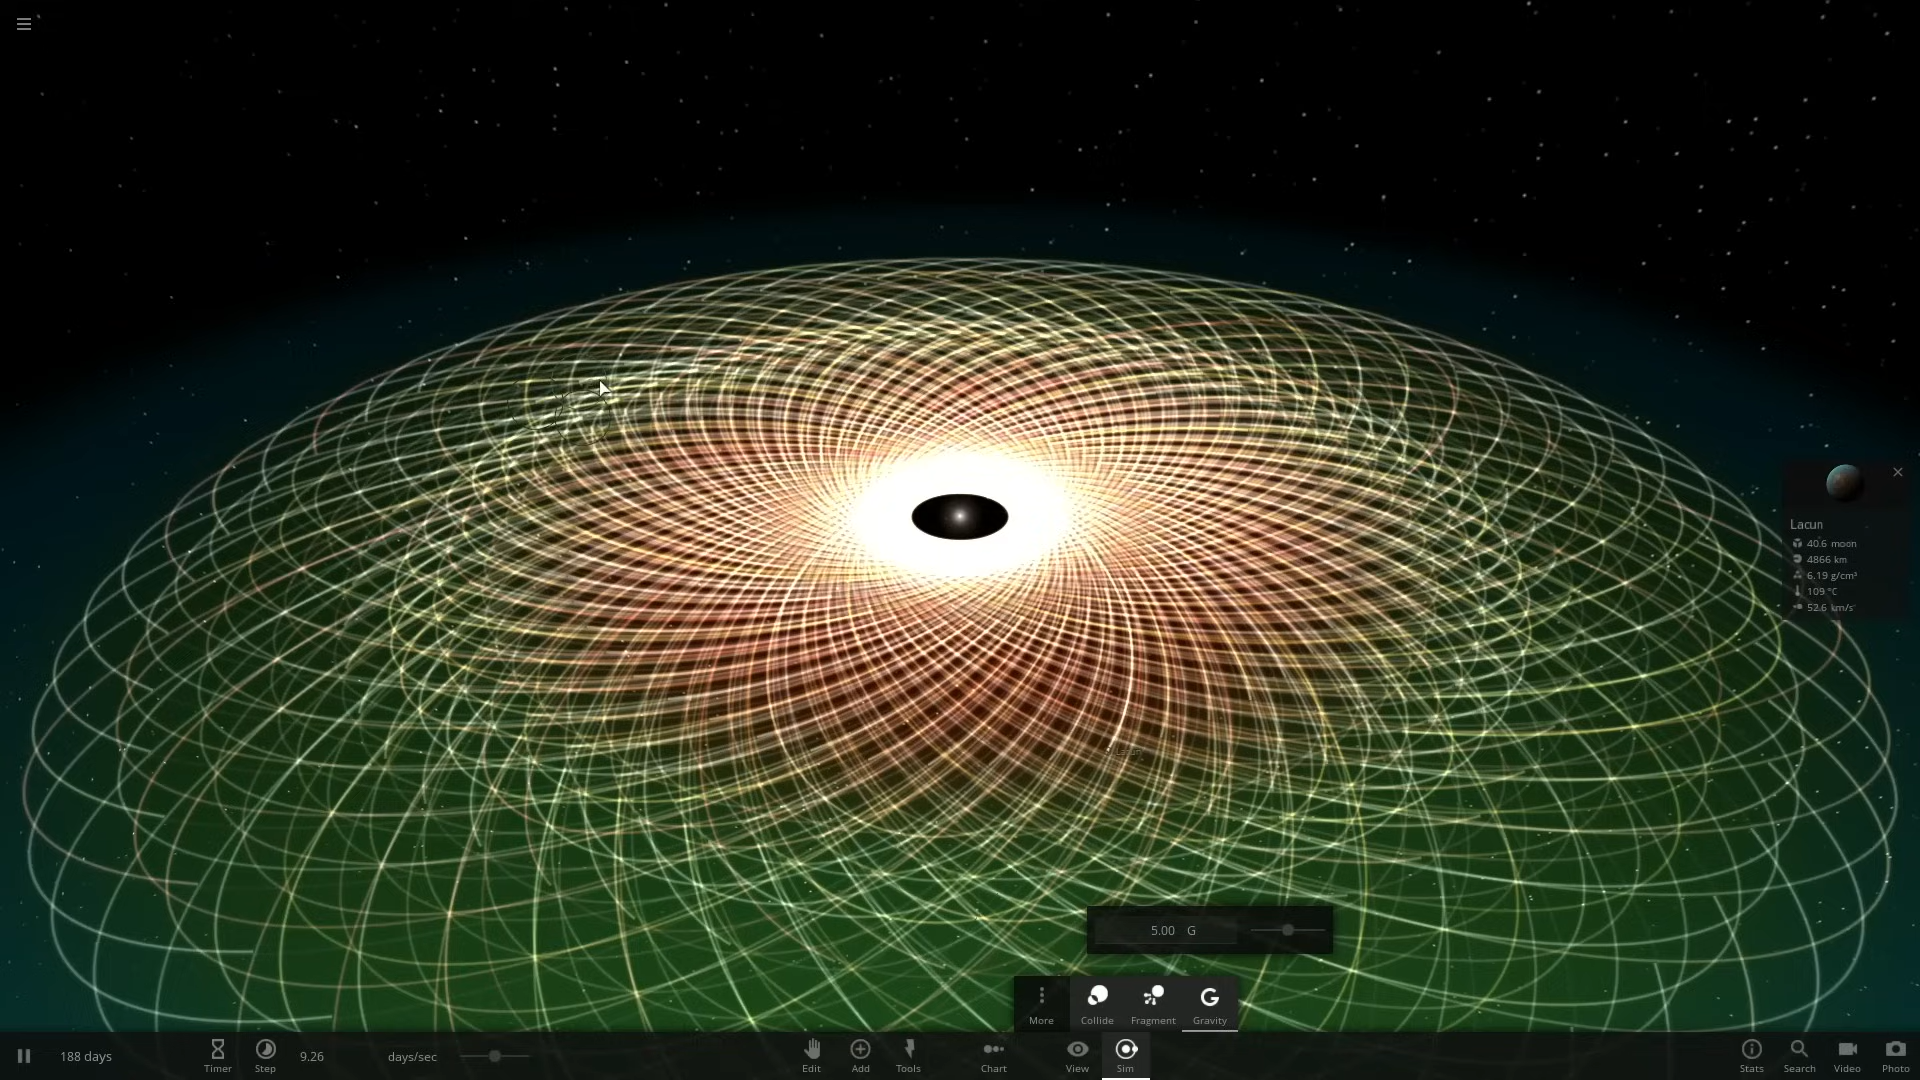 Lacun
40.6 moon
4866 km
6.19 g/cm³
109 °C
52.6 km/s
5.00 G
More
Collide
Fragment
Gravity
188 days
Timer
Step
9.26 days/sec
Edit
Add
Tools
Chart
View
Sim
Stats
Search
Video
Photo